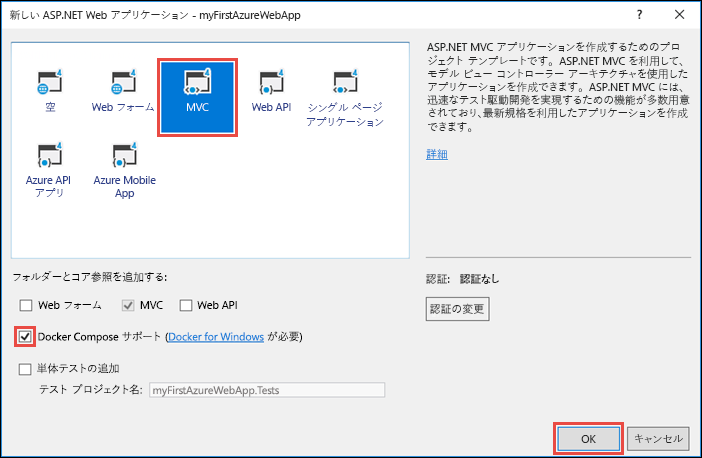 新しい ASP.NET Web アプリケーション - myFirstAzureWebApp
?
空
Web フォーム
MVC
Web API
シングル ページ
アプリケーション
Azure API
アプリ
Azure Mobile
App
ASP.NET MVC アプリケーションを作成するためのプロ
ジェクト テンプレートです。ASP.NET MVC を利用して、
モデル ビュー コントローラー アーキテクチャを使用した
アプリケーションを作成できます。ASP.NET MVC には、
迅速なテスト駆動開発を実現するための機能が多数用意
されており、最新規格を利用したアプリケーションを作成
できます。
詳細
認証: 認証なし
認証の変更
フォルダーとコア参照を追加する:
Web フォーム
MVC
Web API
Docker Compose サポート (Docker for Windows が必要)
単体テストの追加
テスト プロジェクト名: myFirstAzureWebApp.Tests
OK
キャンセル